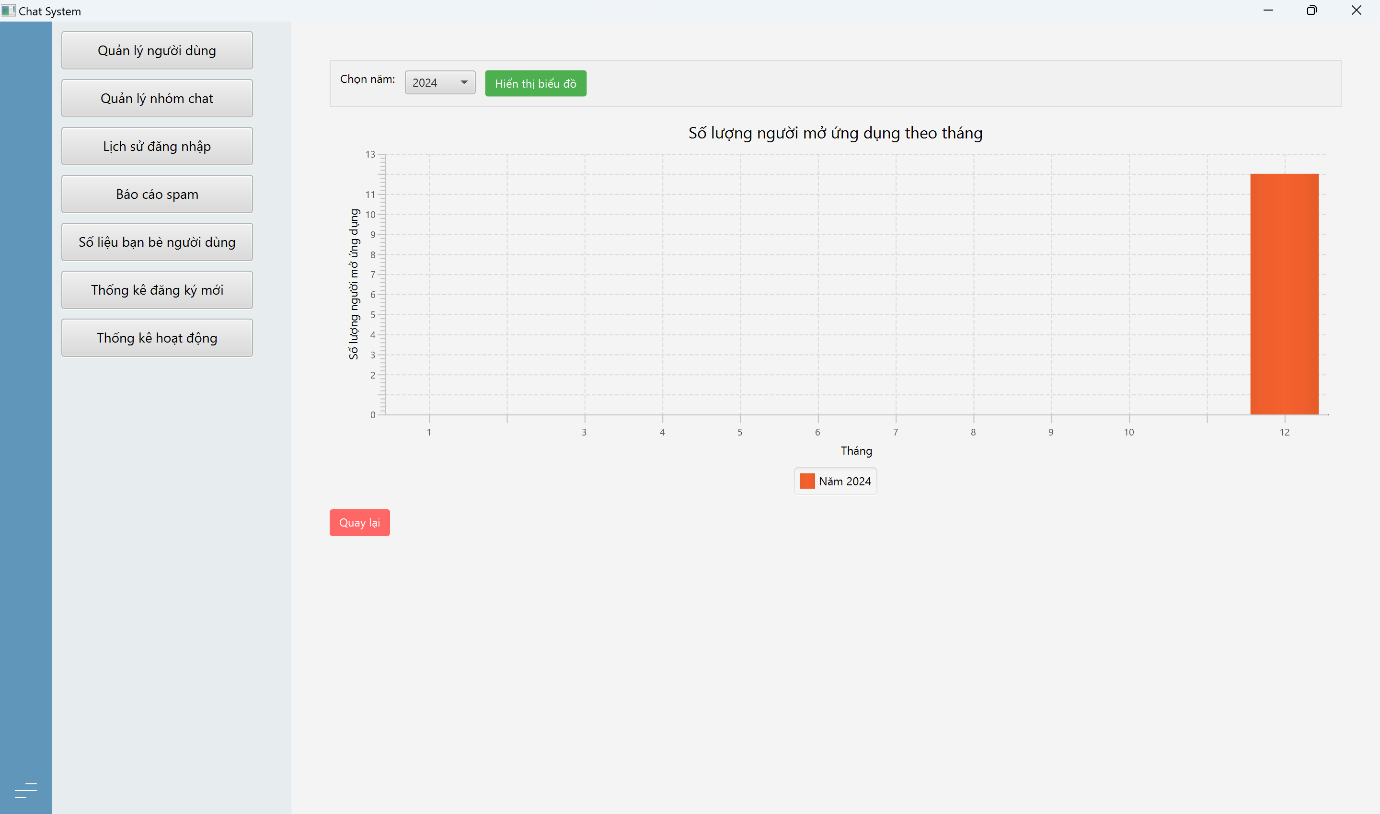 Chat System
Quản lý người dùng
Quản lý nhóm chat
Lịch sử đăng nhập
Báo cáo spam
Số liệu bạn bè người dùng
Thống kê đăng ký mới
Thống kê hoạt động
Chọn năm:
2024
Hiển thị biểu đồ
Số lượng người mở ứng dụng theo tháng
Số lượng người mở ứng dụng
13
11
10
9
8
7
6
5
4
3
2
0
1 3 4 5 6 7 8 9 10 12
Tháng
Năm 2024
Quay lại